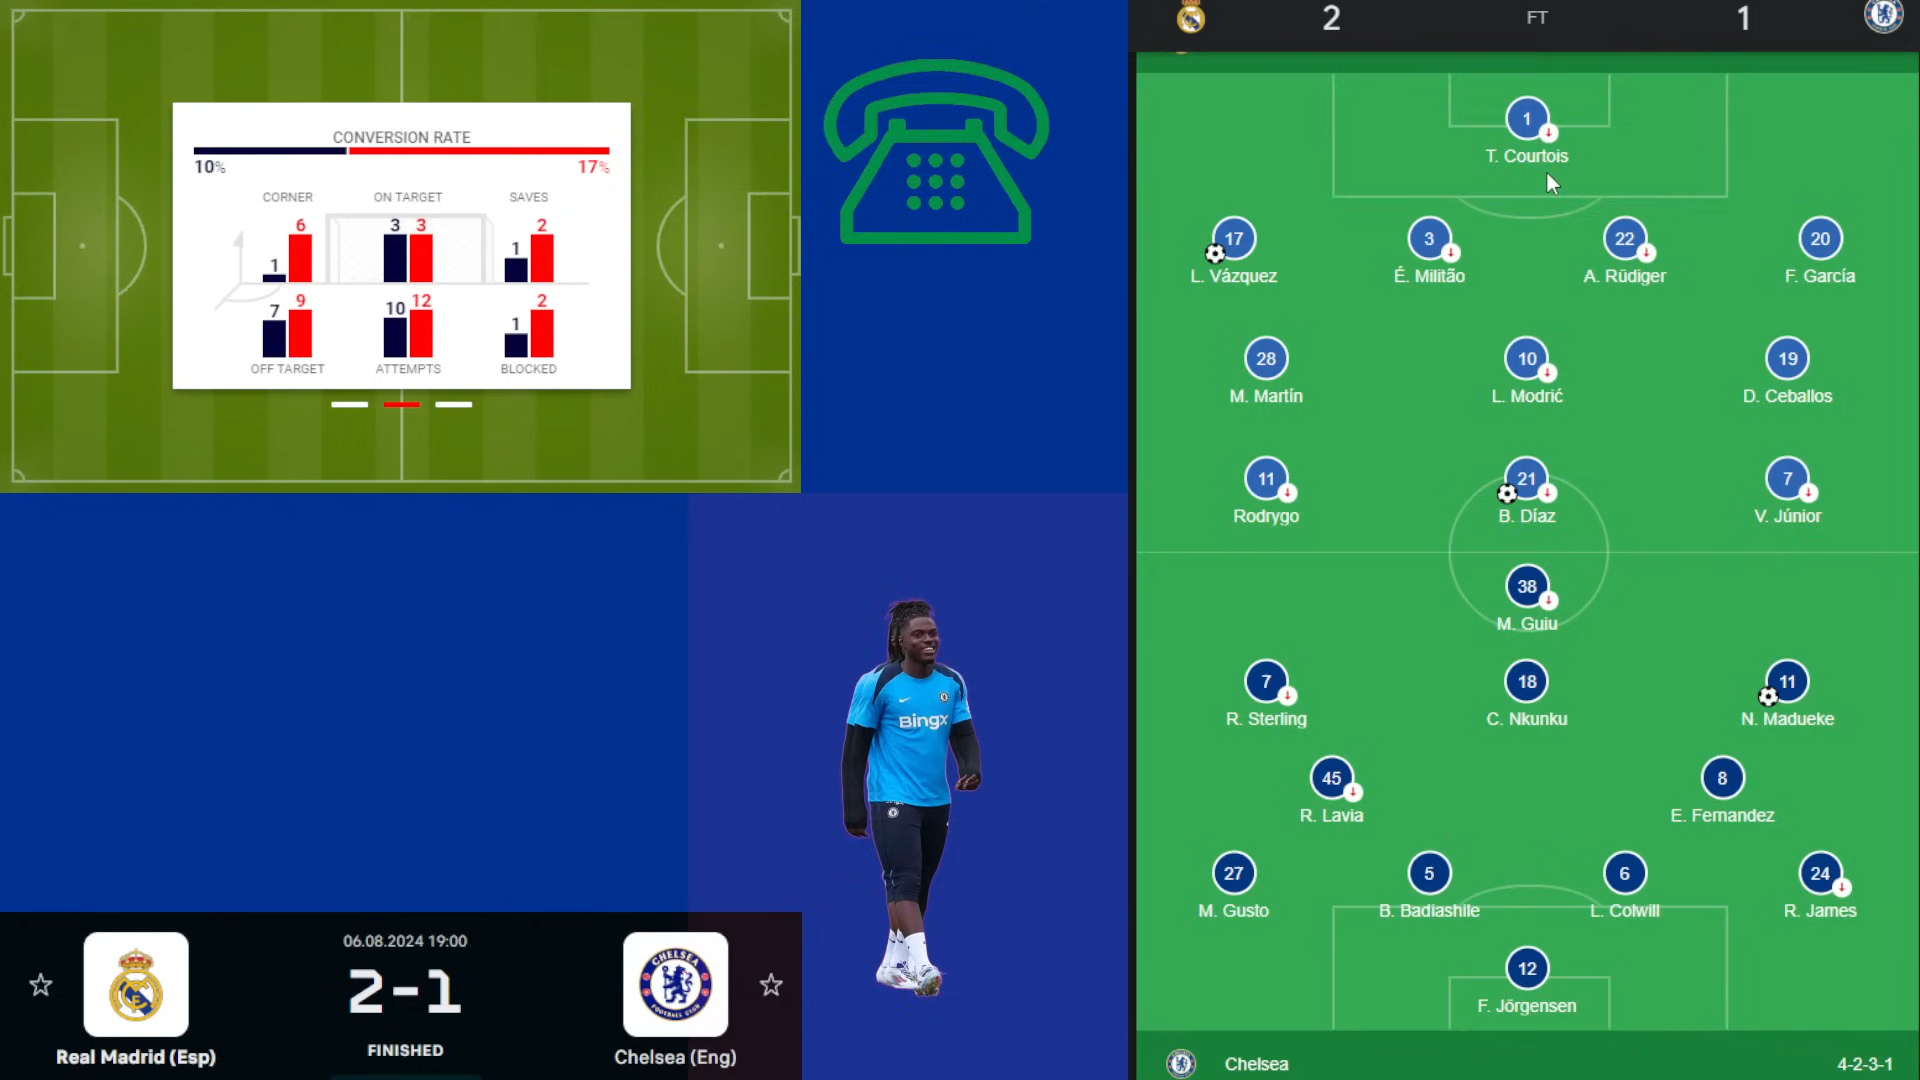 CONVERSION RATE
10% 17%
CORNER ON TARGET SAVES
1 6 3 3 1 2
7 9 10 12 1 2
OFF TARGET ATTEMPTS BLOCKED
Bingx
06.08.2024 19:00
2-1
FINISHED
Real Madrid (Esp)
CHELSEA
FOOTBALL CLUB
Chelsea (Eng)
2 FT 1
1
T. Courtois
17 3 22 20
L. Vázquez É. Militão A. Rüdiger F. García
28 10 19
M. Martín L. Modrić D. Ceballos
11 21 7
Rodrygo B. Díaz V. Júnior
38
M. Guiu
7 18 11
R. Sterling C. Nkunku N. Madueke
45 8
R. Lavia E. Fernandez
27 5 6 24
M. Gusto B. Badiashile L. Colwill R. James
12
F. Jörgensen
Chelsea 4-2-3-1